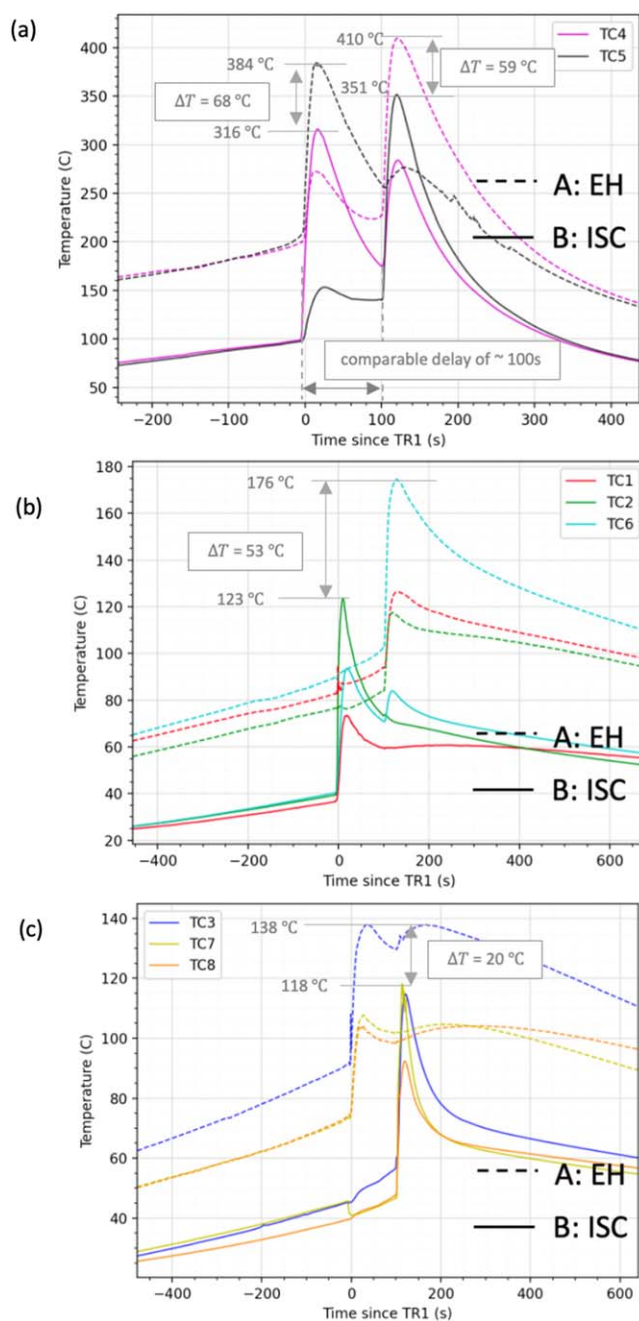 (a)
400
350
300
250
200
150
100
50
Temperature (C)
384 °C
ΔT = 68 °C
316 °C
410 °C
351 °C
ΔT = 59 °C
TC4
TC5
A: EH
B: ISC
comparable delay of ~ 100s
−200
−100
0
100
200
300
400
Time since TR1 (s)
(b)
180
160
140
120
100
80
60
40
20
Temperature (C)
176 °C
ΔT = 53 °C
123 °C
TC1
TC2
TC6
A: EH
B: ISC
−400
−200
0
200
400
600
Time since TR1 (s)
(c)
140
120
100
80
60
40
Temperature (C)
TC3
TC7
TC8
138 °C
ΔT = 20 °C
118 °C
A: EH
B: ISC
−400
−200
0
200
400
600
Time since TR1 (s)